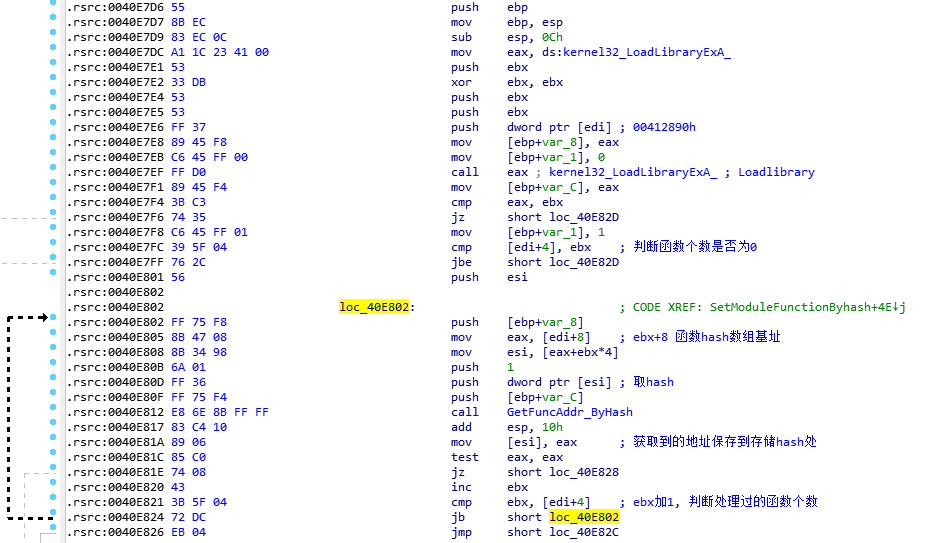 .rsrc:0040E7D6 55 push ebp
.rsrc:0040E7D7 8B EC mov ebp, esp
.rsrc:0040E7D9 83 EC 0C sub esp, 0Ch
.rsrc:0040E7DC A1 1C 23 41 00 mov eax, ds:kernel32_LoadLibraryExA_
.rsrc:0040E7E1 53 push ebx
.rsrc:0040E7E2 33 DB xor ebx, ebx
.rsrc:0040E7E4 53 push ebx
.rsrc:0040E7E5 53 push ebx
.rsrc:0040E7E6 FF 37 push dword ptr [edi] ; 00412890h
.rsrc:0040E7E8 89 45 F8 mov [ebp+var_8], eax
.rsrc:0040E7EB C6 45 FF 00 mov [ebp+var_1], 0
.rsrc:0040E7EF FF D0 call eax ; kernel32_LoadLibraryExA_ ; Loadlibrary
.rsrc:0040E7F1 89 45 F4 mov [ebp+var_C], eax
.rsrc:0040E7F4 3B C3 cmp eax, ebx
.rsrc:0040E7F6 74 35 jz short loc_40E82D
.rsrc:0040E7F8 C6 45 FF 01 mov [ebp+var_1], 1
.rsrc:0040E7FC 39 5F 04 cmp [edi+4], ebx ; 判断函数个数是否为0
.rsrc:0040E7FF 76 2C jbe short loc_40E82D
.rsrc:0040E801 56 push esi
.rsrc:0040E802
.rsrc:0040E802 loc_40E802: ; CODE XREF: SetModuleFunctionByhash+4E↓j
.rsrc:0040E802 FF 75 F8 push [ebp+var_8]
.rsrc:0040E805 8B 47 08 mov eax, [edi+8] ; ebx+8 函数hash数组基址
.rsrc:0040E808 8B 34 98 mov esi, [eax+ebx*4]
.rsrc:0040E80B 6A 01 push 1
.rsrc:0040E80D FF 36 push dword ptr [esi] ; 取hash
.rsrc:0040E80F FF 75 F4 push [ebp+var_C]
.rsrc:0040E812 E8 6E 8B FF FF call GetFuncAddr_ByHash
.rsrc:0040E817 83 C4 10 add esp, 10h
.rsrc:0040E81A 89 06 mov [esi], eax ; 获取到的地址保存到存储hash处
.rsrc:0040E81C 85 C0 test eax, eax
.rsrc:0040E81E 74 08 jz short loc_40E828
.rsrc:0040E820 43 inc ebx
.rsrc:0040E821 3B 5F 04 cmp ebx, [edi+4] ; ebx加1, 判断处理过的函数个数
.rsrc:0040E824 72 DC jb short loc_40E802
.rsrc:0040E826 EB 04 jmp short loc_40E82C